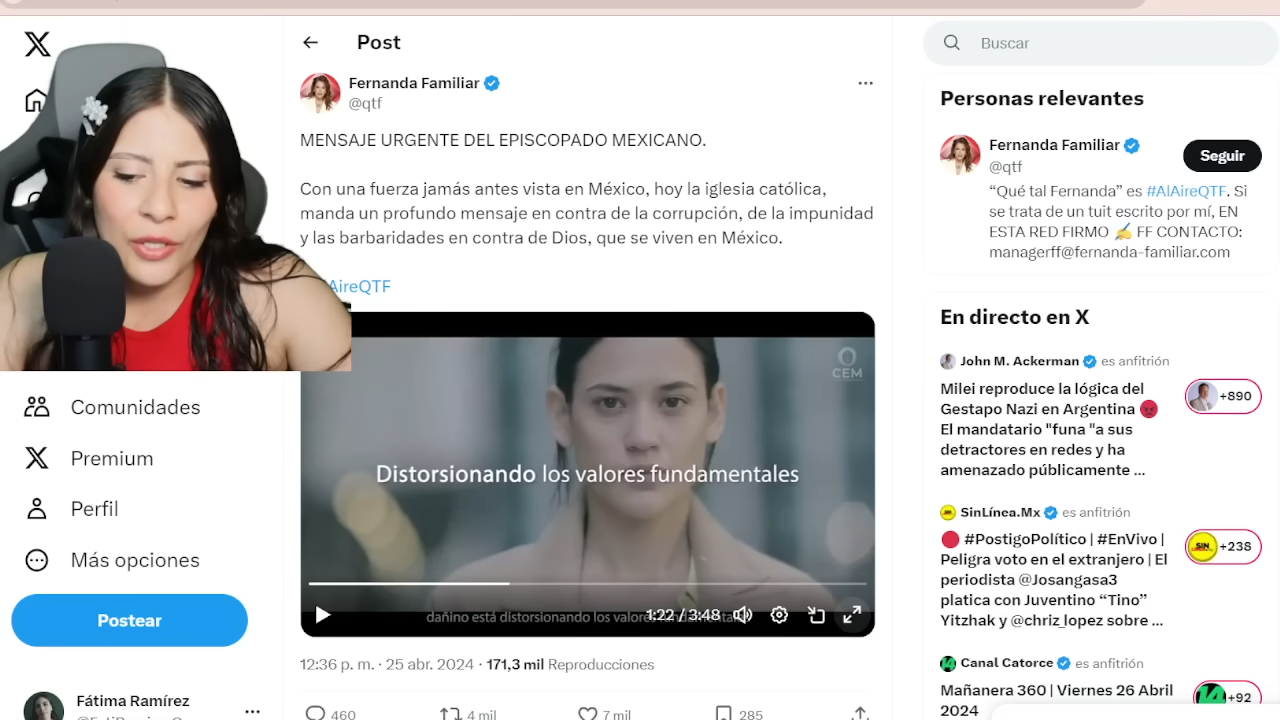 Post
Fernanda Familiar
@qtf
MENSAJE URGENTE DEL EPISCOPADO MEXICANO.
Con una fuerza jamás antes vista en México, hoy la iglesia católica,
manda un profundo mensaje en contra de la corrupción, de la impunidad
y las barbaridades en contra de Dios, que se viven en México.
AireQTF
CEM
Distorsionando los valores fundamentales
1:22 / 3:48
dañino está distorsionando los valores
12:36 p. m. · 25 abr. 2024 · 171,3 mil Reproducciones
460
4 mil
7 mil
285
Comunidades
Premium
Perfil
Más opciones
Postear
Fátima Ramírez
Buscar
Personas relevantes
Fernanda Familiar
@qtf
Seguir
“Qué tal Fernanda” es #AlAireQTF. Si
se trata de un tuit escrito por mí, EN
ESTA RED FIRMO ✍️ FF CONTACTO:
managerff@fernanda-familiar.com
En directo en X
John M. Ackerman es anfitrión
Milei reproduce la lógica del
Gestapo Nazi en Argentina 😡
El mandatario "funa "a sus
detractores en redes y ha
amenazado públicamente ...
+890
SinLínea.Mx es anfitrión
🔴 #PostigoPolítico | #EnVivo |
Peligra voto en el extranjero | El
periodista @Josangasa3
platica con Juventino “Tino”
Yitzhak y @chriz_lopez sobre ...
SIN
+238
Canal Catorce es anfitrión
Mañanera 360 | Viernes 26 Abril
2024
14
+92